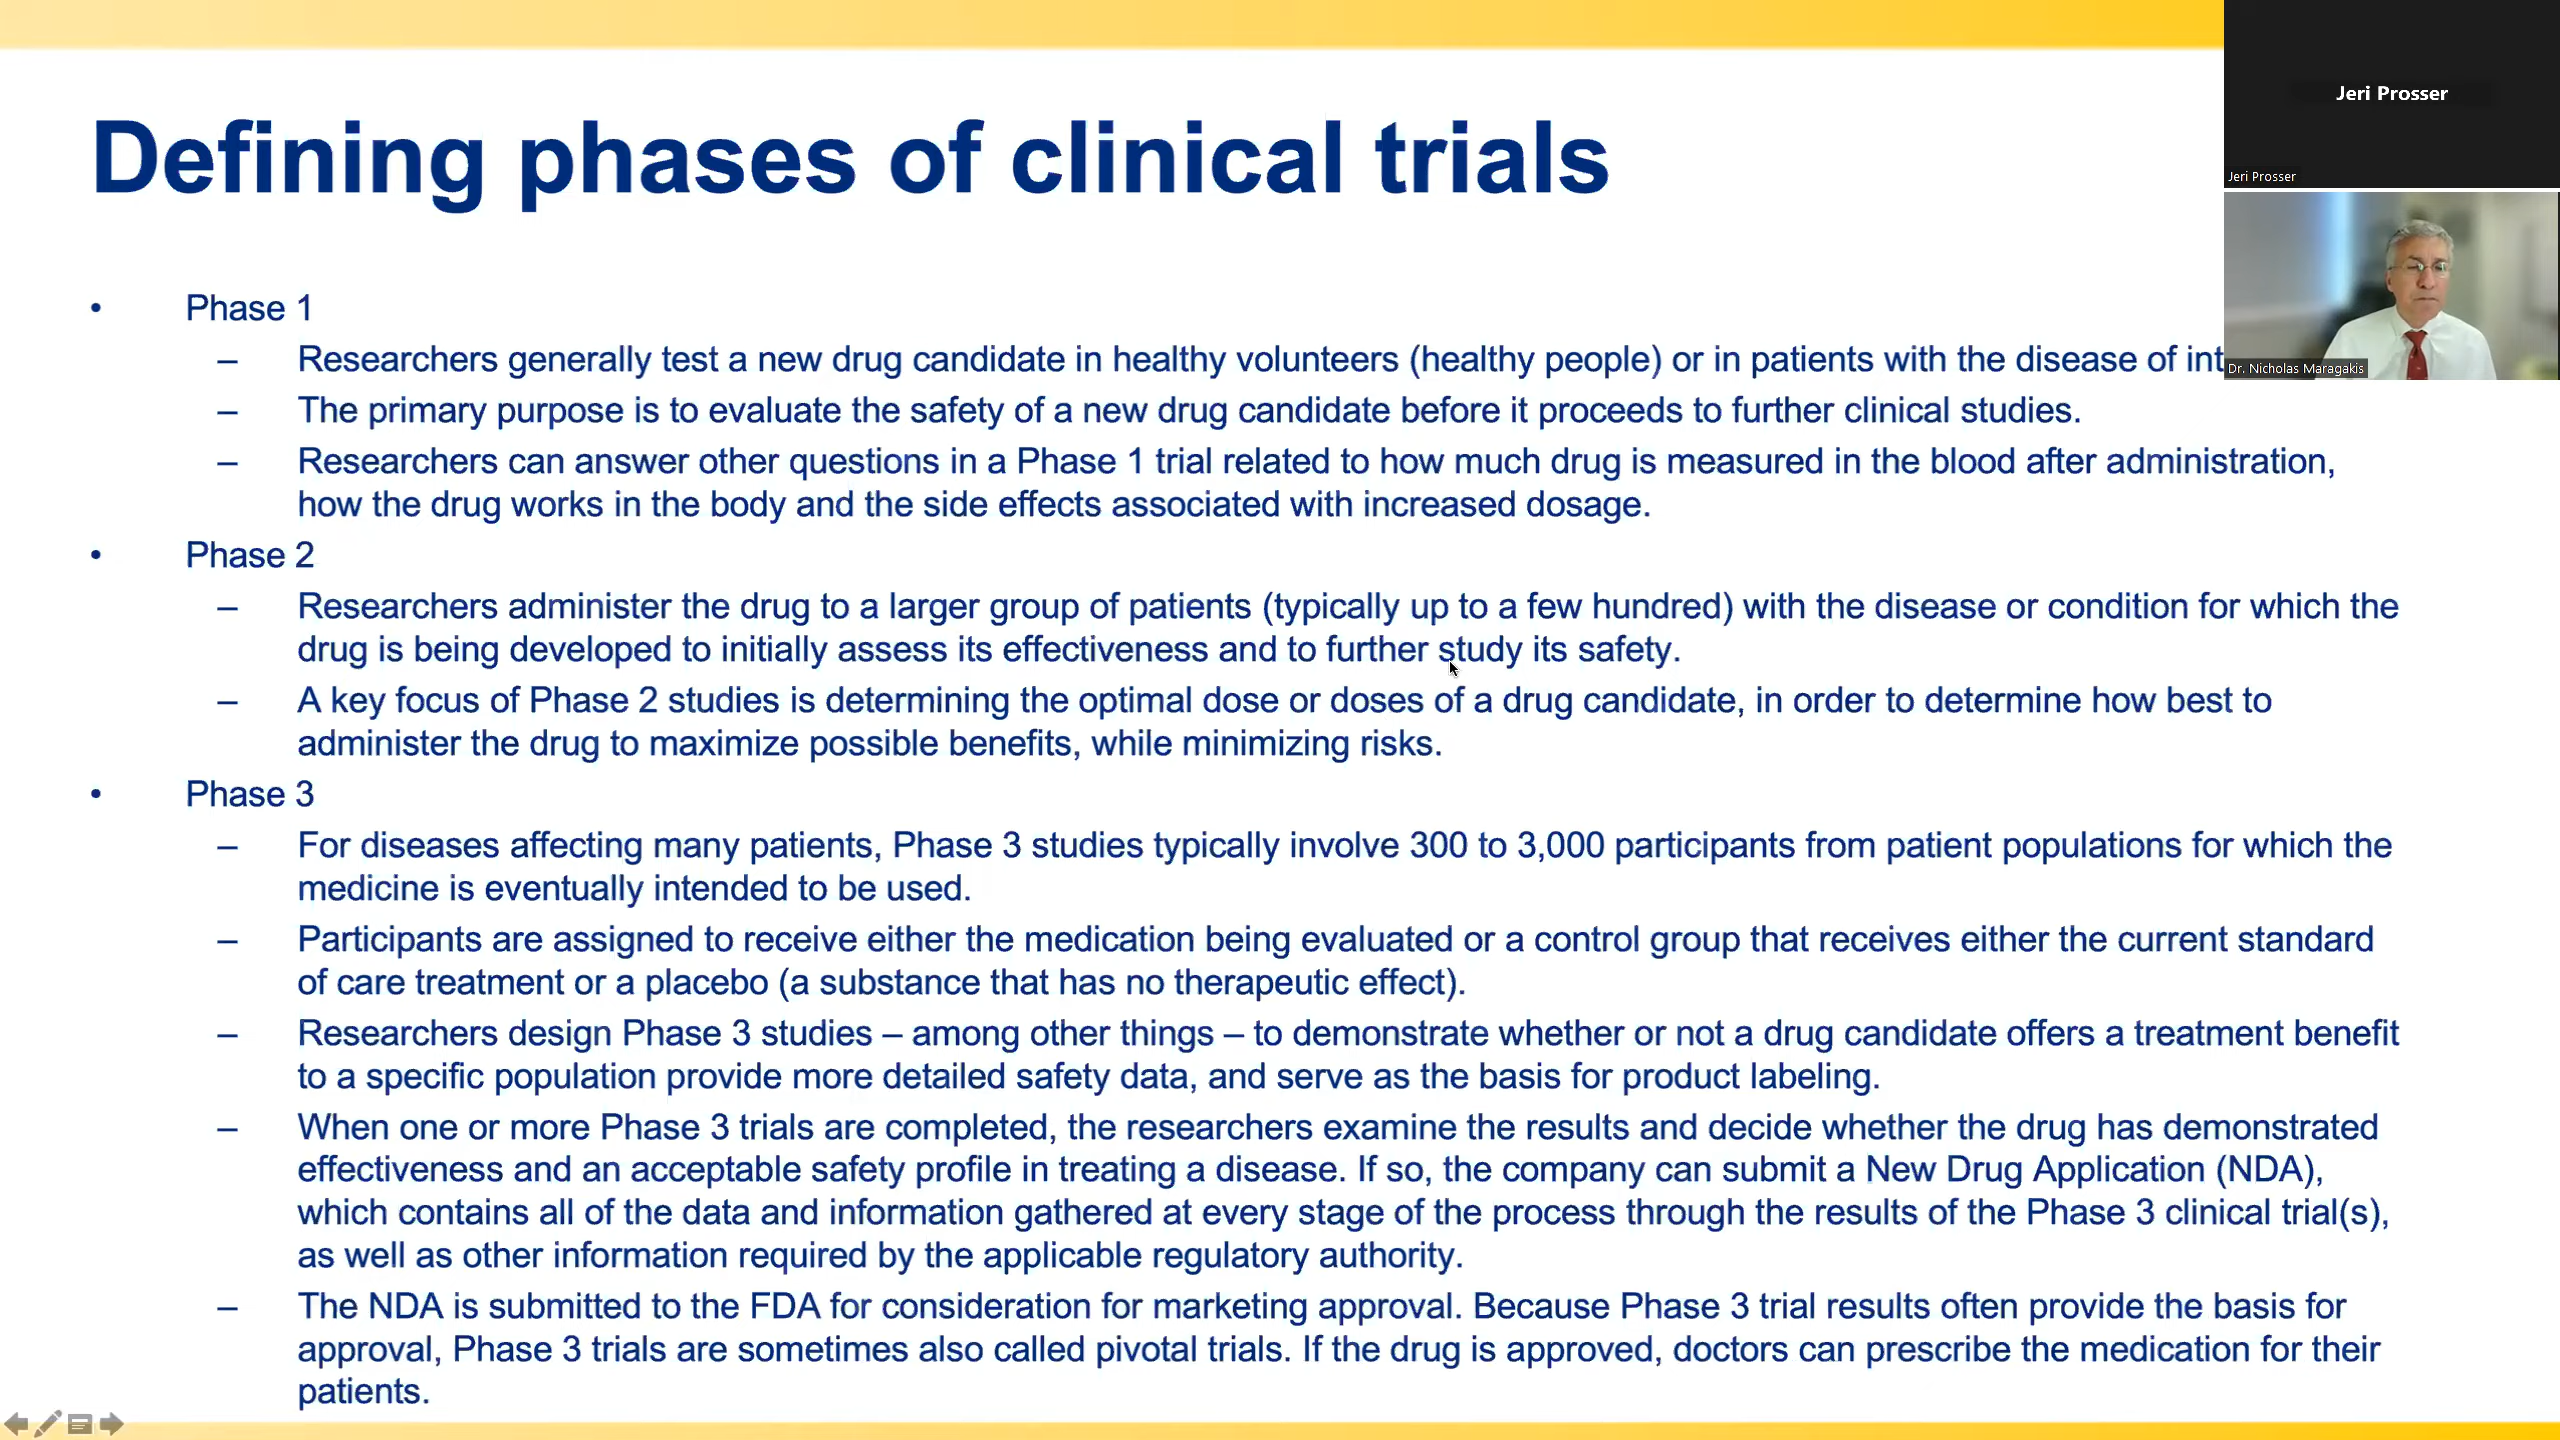 Defining phases of clinical trials
Jeri Prosser
Jeri Prosser
Dr. Nicholas Maragakis
• Phase 1
– Researchers generally test a new drug candidate in healthy volunteers (healthy people) or in patients with the disease of int
– The primary purpose is to evaluate the safety of a new drug candidate before it proceeds to further clinical studies.
– Researchers can answer other questions in a Phase 1 trial related to how much drug is measured in the blood after administration,
how the drug works in the body and the side effects associated with increased dosage.
• Phase 2
– Researchers administer the drug to a larger group of patients (typically up to a few hundred) with the disease or condition for which the
drug is being developed to initially assess its effectiveness and to further study its safety.
– A key focus of Phase 2 studies is determining the optimal dose or doses of a drug candidate, in order to determine how best to
administer the drug to maximize possible benefits, while minimizing risks.
• Phase 3
– For diseases affecting many patients, Phase 3 studies typically involve 300 to 3,000 participants from patient populations for which the
medicine is eventually intended to be used.
– Participants are assigned to receive either the medication being evaluated or a control group that receives either the current standard
of care treatment or a placebo (a substance that has no therapeutic effect).
– Researchers design Phase 3 studies – among other things – to demonstrate whether or not a drug candidate offers a treatment benefit
to a specific population provide more detailed safety data, and serve as the basis for product labeling.
– When one or more Phase 3 trials are completed, the researchers examine the results and decide whether the drug has demonstrated
effectiveness and an acceptable safety profile in treating a disease. If so, the company can submit a New Drug Application (NDA),
which contains all of the data and information gathered at every stage of the process through the results of the Phase 3 clinical trial(s),
as well as other information required by the applicable regulatory authority.
– The NDA is submitted to the FDA for consideration for marketing approval. Because Phase 3 trial results often provide the basis for
approval, Phase 3 trials are sometimes also called pivotal trials. If the drug is approved, doctors can prescribe the medication for their
patients.